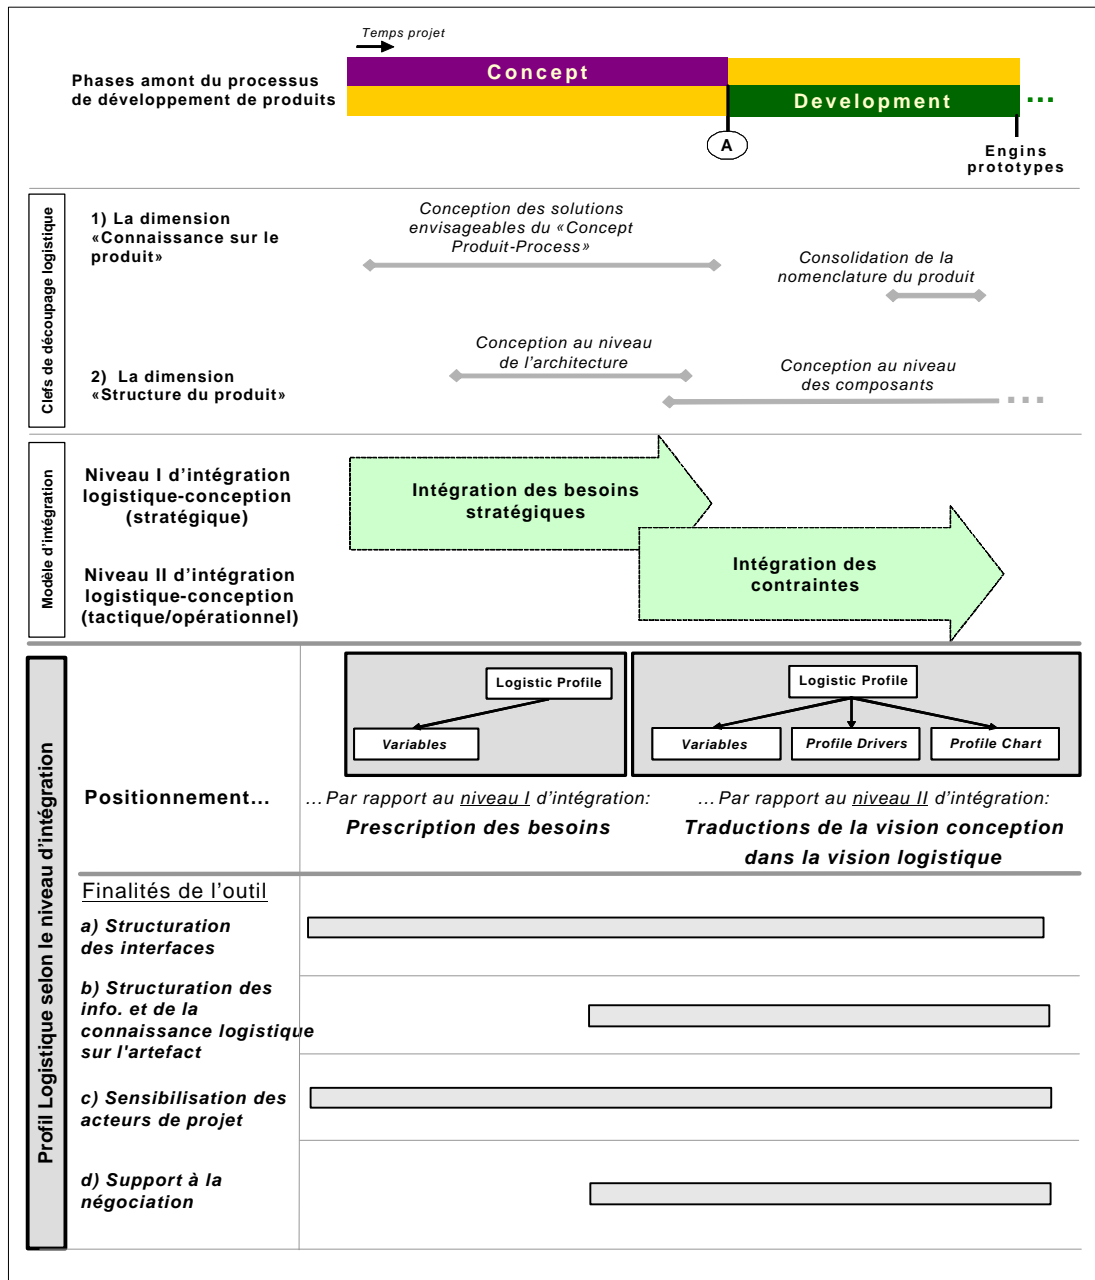 Temps projet
Phases amont du processus
de développement de produits
Concept
Development
...
A
Engins
prototypes
Clefs de découpage logistique
1) La dimension
«Connaissance sur le
produit»
Conception des solutions
envisageables du «Concept
Produit-Process»
Consolidation de la
nomenclature du produit
2) La dimension
«Structure du produit»
Conception au niveau
de l'architecture
Conception au niveau
des composants
...
Modèle d'intégration
Niveau I d'intégration
logistique-conception
(stratégique)
Intégration des besoins
stratégiques
Niveau II d'intégration
logistique-conception
(tactique/opérationnel)
Intégration des
contraintes
Profil Logistique selon le niveau d'intégration
Logistic Profile
Variables
Logistic Profile
Variables
Profile Drivers
Profile Chart
Positionnement...
...Par rapport au niveau I d'intégration:
Prescription des besoins
...Par rapport au niveau II d'intégration:
Traductions de la vision conception
dans la vision logistique
Finalités de l'outil
a) Structuration
des interfaces
b) Structuration des
info. et de la
connaissance logistique
sur l'artefact
c) Sensibilisation des
acteurs de projet
d) Support à la
négociation